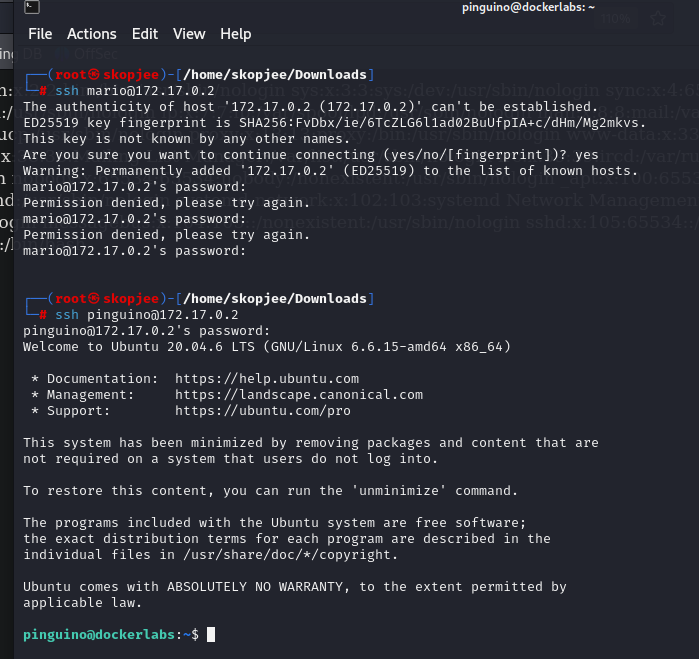 pinguino@dockerlabs: ~
File Actions Edit View Help
┌──(root㉿skopjee)-[/home/skopjee/Downloads]
└─# ssh mario@172.17.0.2
The authenticity of host '172.17.0.2 (172.17.0.2)' can't be established.
ED25519 key fingerprint is SHA256:FvDbx/ie/6TcZLG6l1ad02BuUfpIA+c/dHm/Mg2mkvs.
This key is not known by any other names.
Are you sure you want to continue connecting (yes/no/[fingerprint])? yes
Warning: Permanently added '172.17.0.2' (ED25519) to the list of known hosts.
mario@172.17.0.2's password:
Permission denied, please try again.
mario@172.17.0.2's password:
Permission denied, please try again.
mario@172.17.0.2's password:
┌──(root㉿skopjee)-[/home/skopjee/Downloads]
└─# ssh pinguino@172.17.0.2
pinguino@172.17.0.2's password:
Welcome to Ubuntu 20.04.6 LTS (GNU/Linux 6.6.15-amd64 x86_64)
* Documentation: https://help.ubuntu.com
* Management: https://landscape.canonical.com
* Support: https://ubuntu.com/pro
This system has been minimized by removing packages and content that are
not required on a system that users do not log into.
To restore this content, you can run the 'unminimize' command.
The programs included with the Ubuntu system are free software;
the exact distribution terms for each program are described in the
individual files in /usr/share/doc/*/copyright.
Ubuntu comes with ABSOLUTELY NO WARRANTY, to the extent permitted by
applicable law.
pinguino@dockerlabs:~$